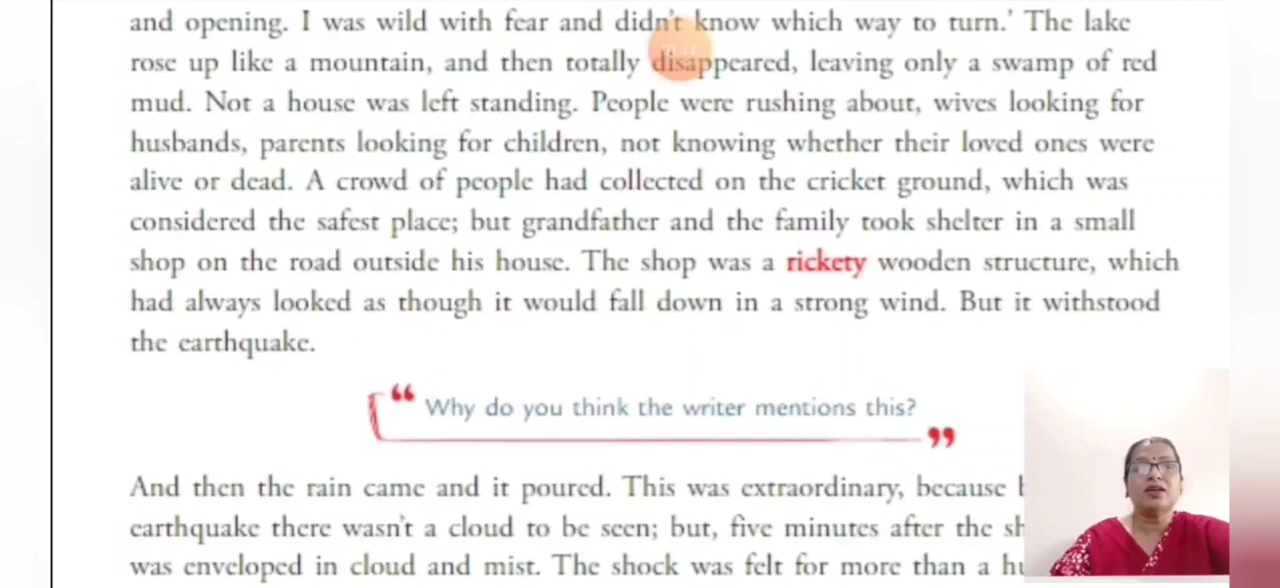 and opening. I was wild with fear and didn't know which way to turn.' The lake
rose up like a mountain, and then totally disappeared, leaving only a swamp of red
mud. Not a house was left standing. People were rushing about, wives looking for
husbands, parents looking for children, not knowing whether their loved ones were
alive or dead. A crowd of people had collected on the cricket ground, which was
considered the safest place; but grandfather and the family took shelter in a small
shop on the road outside his house. The shop was a rickety wooden structure, which
had always looked as though it would fall down in a strong wind. But it withstood
the earthquake.
“ Why do you think the writer mentions this? ”
And then the rain came and it poured. This was extraordinary, because
earthquake there wasn't a cloud to be seen; but, five minutes after the
was enveloped in cloud and mist. The shock was felt for more than a